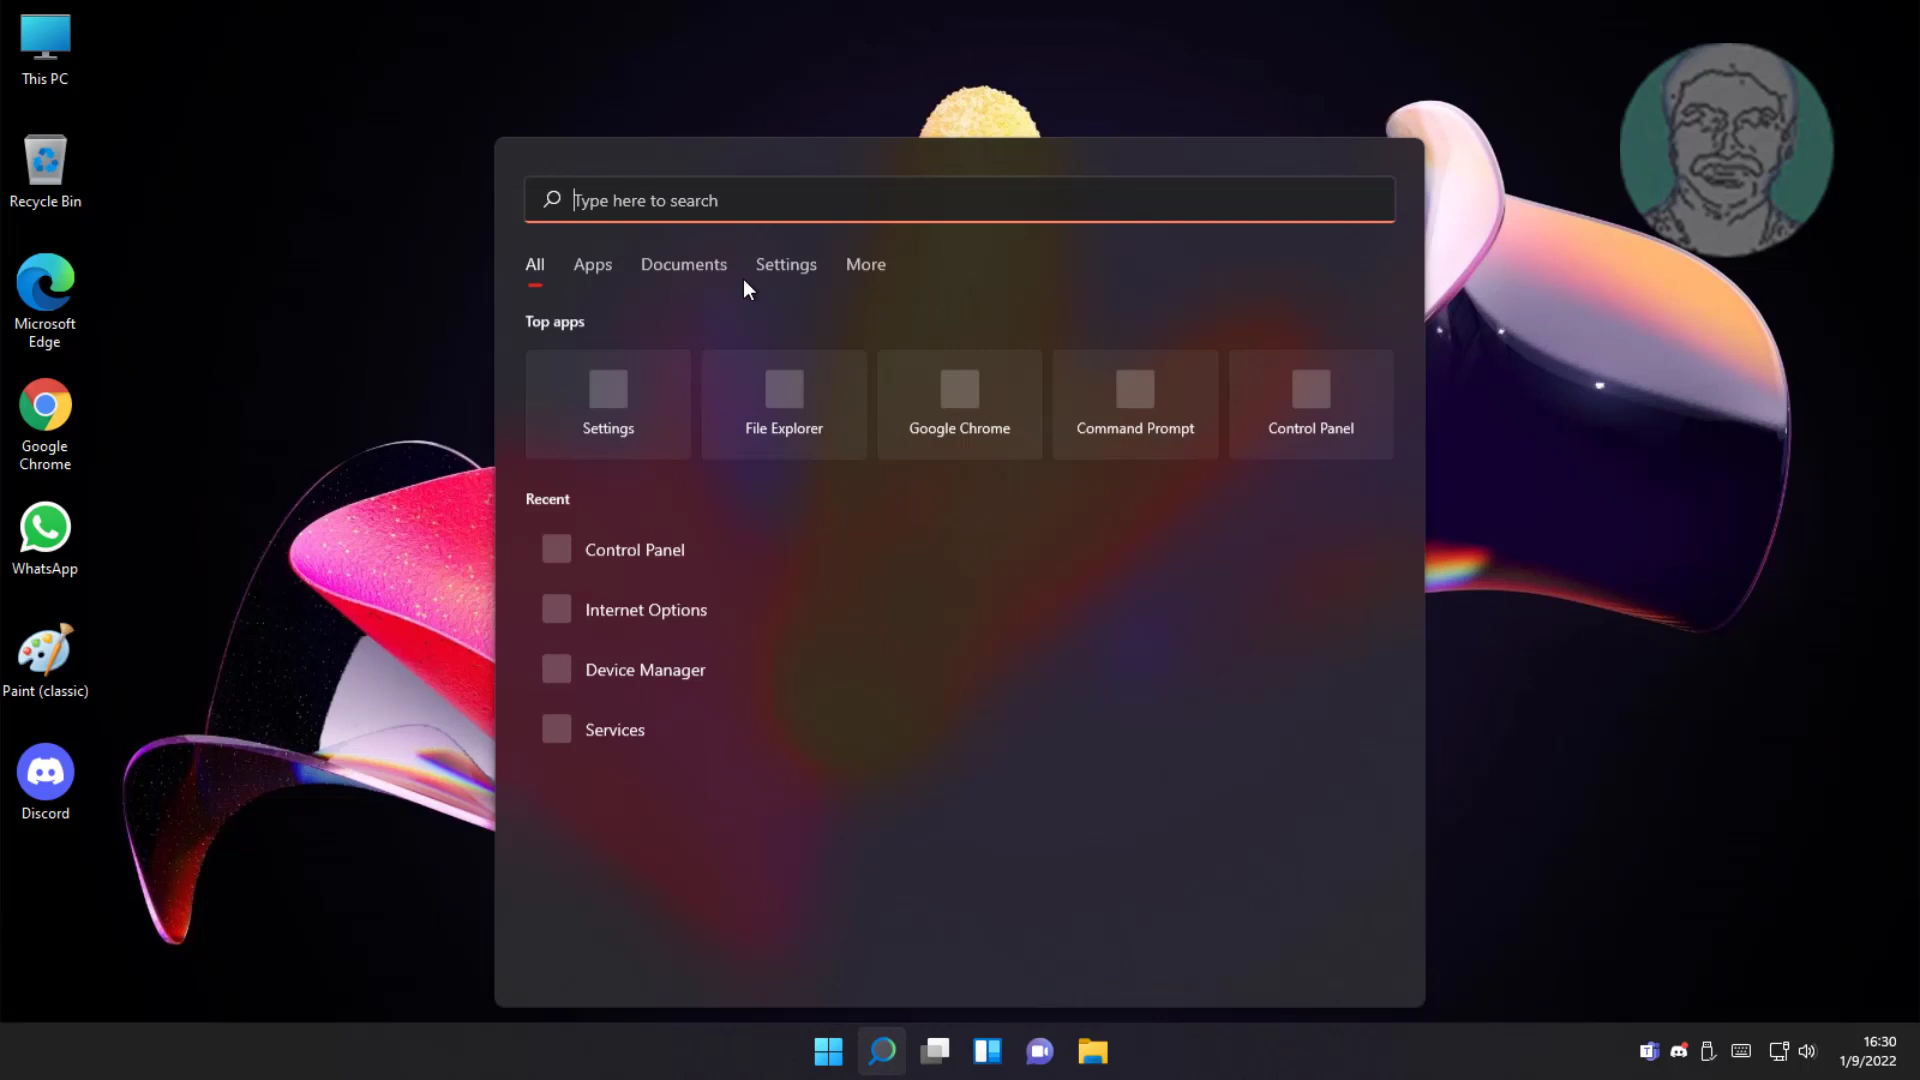 This PC
Recycle Bin
Microsoft
Edge
Google
Chrome
WhatsApp
Paint (classic)
Discord
Type here to search
All Apps Documents Settings More
Top apps
Settings File Explorer Google Chrome Command Prompt Control Panel
Recent
Control Panel
Internet Options
Device Manager
Services
16:30
1/9/2022